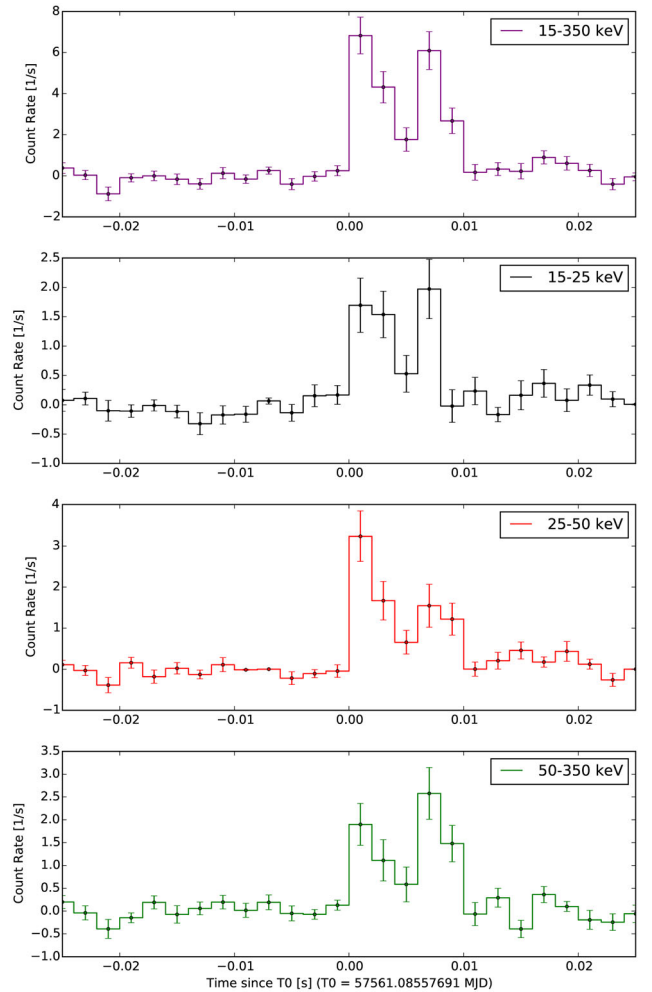 8
6
4
2
0
−2
Count Rate [1/s]
15-350 keV
−0.02 −0.01 0.00 0.01 0.02
2.5
2.0
1.5
1.0
0.5
0.0
−0.5
−1.0
Count Rate [1/s]
15-25 keV
−0.02 −0.01 0.00 0.01 0.02
4
3
2
1
0
−1
Count Rate [1/s]
25-50 keV
−0.02 −0.01 0.00 0.01 0.02
3.5
3.0
2.5
2.0
1.5
1.0
0.5
0.0
−0.5
−1.0
Count Rate [1/s]
50-350 keV
−0.02 −0.01 0.00 0.01 0.02
Time since T0 [s] (T0 = 57561.08557691 MJD)